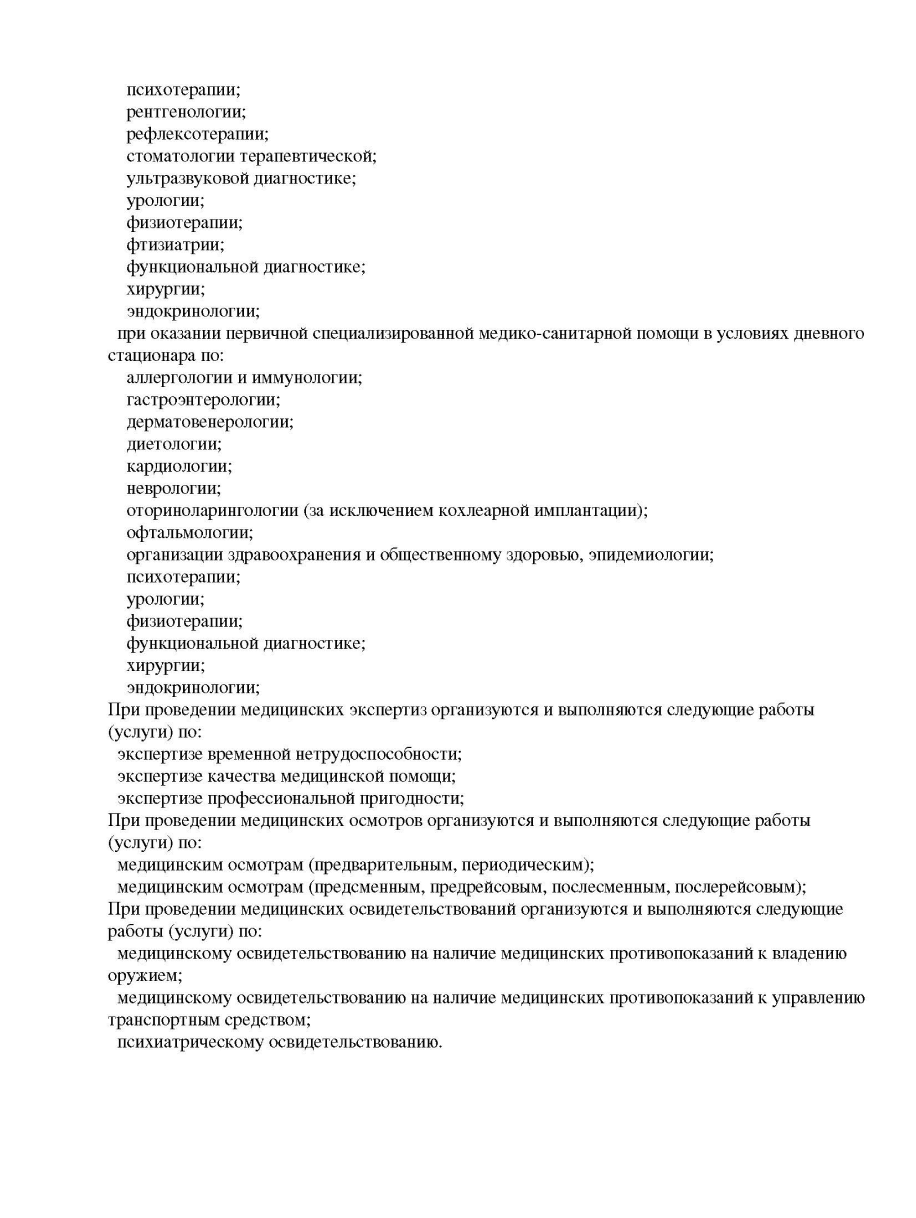 психотерапии;
рентгенологии;
рефлексотерапии;
стоматологии терапевтической;
ультразвуковой диагностике;
урологии;
физиотерапии;
фтизиатрии;
функциональной диагностике;
хирургии;
эндокринологии;
при оказании первичной специализированной медико-санитарной помощи в условиях дневного
стационара по:
аллергологии и иммунологии;
гастроэнтерологии;
дерматовенерологии;
диетологии;
кардиологии;
неврологии;
оториноларингологии (за исключением кохлеарной имплантации);
офтальмологии;
организации здравоохранения и общественному здоровью, эпидемиологии;
психотерапии;
урологии;
физиотерапии;
функциональной диагностике;
хирургии;
эндокринологии;
При проведении медицинских экспертиз организуются и выполняются следующие работы
(услуги) по:
экспертизе временной нетрудоспособности;
экспертизе качества медицинской помощи;
экспертизе профессиональной пригодности;
При проведении медицинских осмотров организуются и выполняются следующие работы
(услуги) по:
медицинским осмотрам (предварительным, периодическим);
медицинским осмотрам (предсменным, предрейсовым, послесменным, послерейсовым);
При проведении медицинских освидетельствований организуются и выполняются следующие
работы (услуги) по:
медицинскому освидетельствованию на наличие медицинских противопоказаний к владению
оружием;
медицинскому освидетельствованию на наличие медицинских противопоказаний к управлению
транспортным средством;
психиатрическому освидетельствованию.